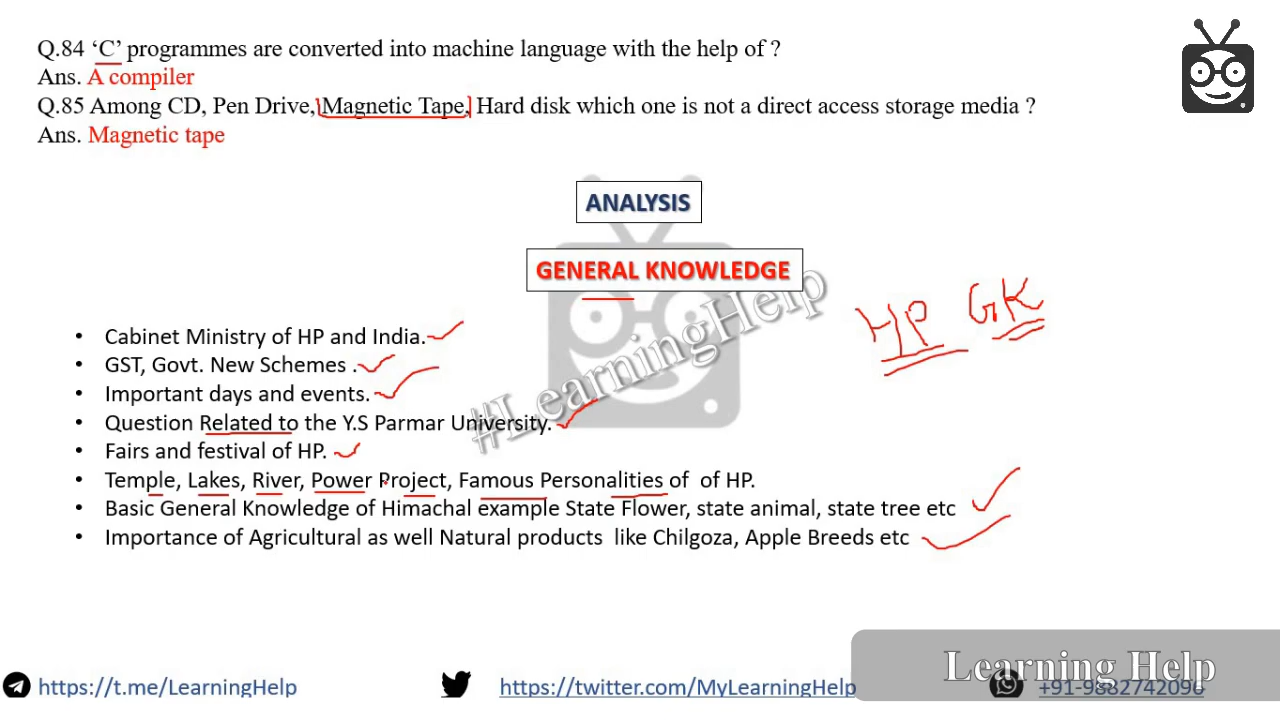 Q.84 ‘C’ programmes are converted into machine language with the help of ?
Ans. A compiler
Q.85 Among CD, Pen Drive, Magnetic Tape, Hard disk which one is not a direct access storage media ?
Ans. Magnetic tape
ANALYSIS
GENERAL KNOWLEDGE
#LearningHelp
HP GK
• Cabinet Ministry of HP and India.
• GST, Govt. New Schemes .
• Important days and events.
• Question Related to the Y.S Parmar University.
• Fairs and festival of HP.
• Temple, Lakes, River, Power Project, Famous Personalities of of HP.
• Basic General Knowledge of Himachal example State Flower, state animal, state tree etc
• Importance of Agricultural as well Natural products like Chilgoza, Apple Breeds etc
Learning Help
https://t.me/LearningHelp https://twitter.com/MyLearningHelp +91-9882742096